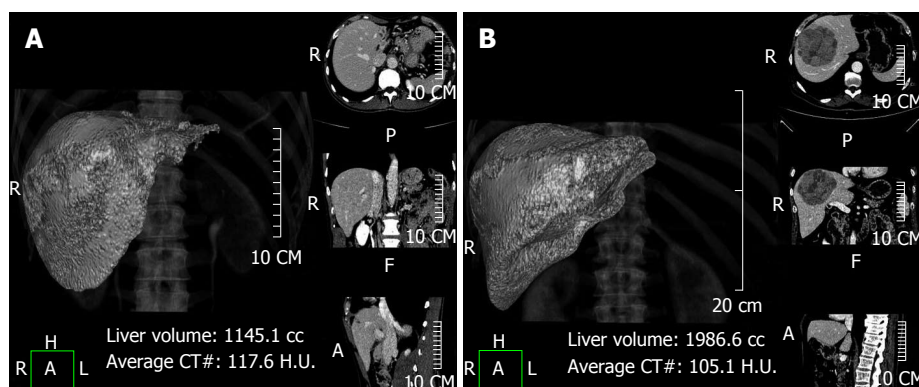 A
R
10 CM
P
R
10 CM
F
A
10 CM
R
10 CM
H
R A L
Liver volume: 1145.1 cc
Average CT#: 117.6 H.U.
B
R
10 CM
P
R
10 CM
F
A
10 CM
R
20 cm
H
R A L
Liver volume: 1986.6 cc
Average CT#: 105.1 H.U.